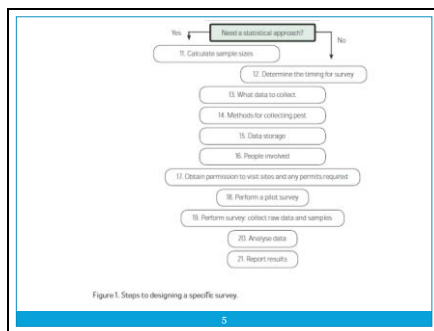 Need a statistical approach?
Yes
No
11. Calculate sample sizes
12. Determine the timing for survey
13. What data to collect
14. Methods for collecting pest
15. Data storage
16. People involved
17. Obtain permission to visit sites and any permits required
18. Perform a pilot survey
19. Perform survey: collect raw data and samples
20. Analyse data
21. Report results
Figure 1. Steps to designing a specific survey.
5